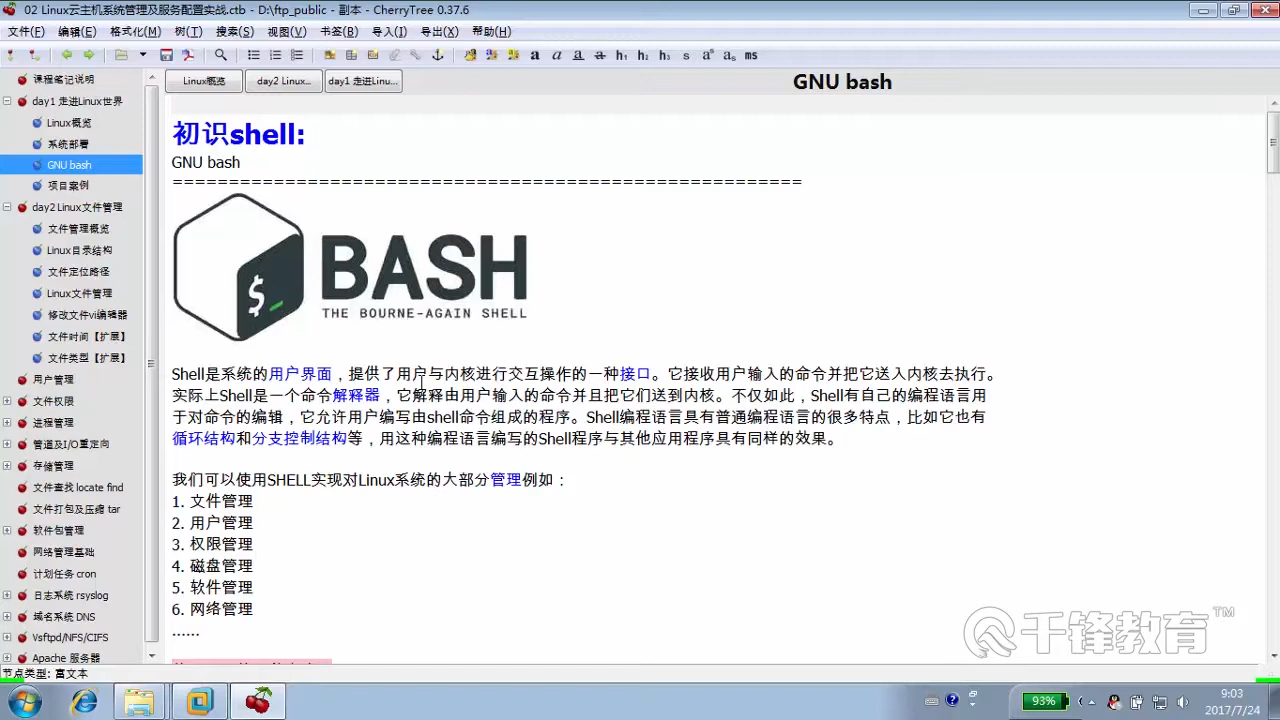 02 Linux云主机系统管理及服务配置实战.ctb - D:\ftp_public - 副本 - CherryTree 0.37.6
文件(F) 编辑(E) 格式化(M) 树(T) 搜索(S) 视图(V) 书签(B) 导入(I) 导出(X) 帮助(H)
a a a a h1 h2 h3 s as as ms
课程笔记说明
day1 走进Linux世界
Linux概览
系统部署
GNU bash
项目案例
day2 Linux文件管理
文件管理概览
Linux目录结构
文件定位路径
Linux文件管理
修改文件vi编辑器
文件时间【扩展】
文件类型【扩展】
用户管理
文件权限
进程管理
管道及I/O重定向
存储管理
文件查找 locate find
文件打包及压缩 tar
软件包管理
网络管理基础
计划任务 cron
日志系统 rsyslog
域名系统 DNS
Vsftpd/NFS/CIFS
Apache 服务器
节点类型: 富文本
Linux概览 day2 Linux... day1 走进Linu...
GNU bash
初识shell:
GNU bash
========================================================
$_
BASH
THE BOURNE-AGAIN SHELL
Shell是系统的用户界面，提供了用户与内核进行交互操作的一种接口。它接收用户输入的命令并把它送入内核去执行。
实际上Shell是一个命令解释器，它解释由用户输入的命令并且把它们送到内核。不仅如此，Shell有自己的编程语言用
于对命令的编辑，它允许用户编写由shell命令组成的程序。Shell编程语言具有普通编程语言的很多特点，比如它也有
循环结构和分支控制结构等，用这种编程语言编写的Shell程序与其他应用程序具有同样的效果。
我们可以使用SHELL实现对Linux系统的大部分管理例如：
1. 文件管理
2. 用户管理
3. 权限管理
4. 磁盘管理
5. 软件管理
6. 网络管理
......
千锋教育™
93%
9:03
2017/7/24